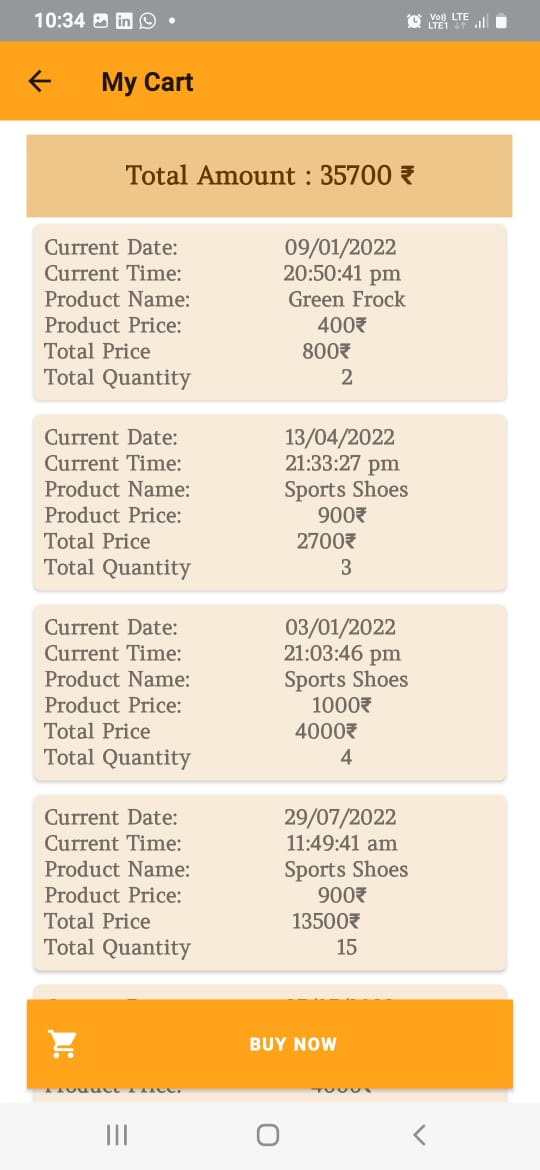 10:34
Vo)) LTE
LTE1
My Cart
Total Amount : 35700 ₹
Current Date: 09/01/2022
Current Time: 20:50:41 pm
Product Name: Green Frock
Product Price: 400₹
Total Price 800₹
Total Quantity 2
Current Date: 13/04/2022
Current Time: 21:33:27 pm
Product Name: Sports Shoes
Product Price: 900₹
Total Price 2700₹
Total Quantity 3
Current Date: 03/01/2022
Current Time: 21:03:46 pm
Product Name: Sports Shoes
Product Price: 1000₹
Total Price 4000₹
Total Quantity 4
Current Date: 29/07/2022
Current Time: 11:49:41 am
Product Name: Sports Shoes
Product Price: 900₹
Total Price 13500₹
Total Quantity 15
BUY NOW
Product Price: